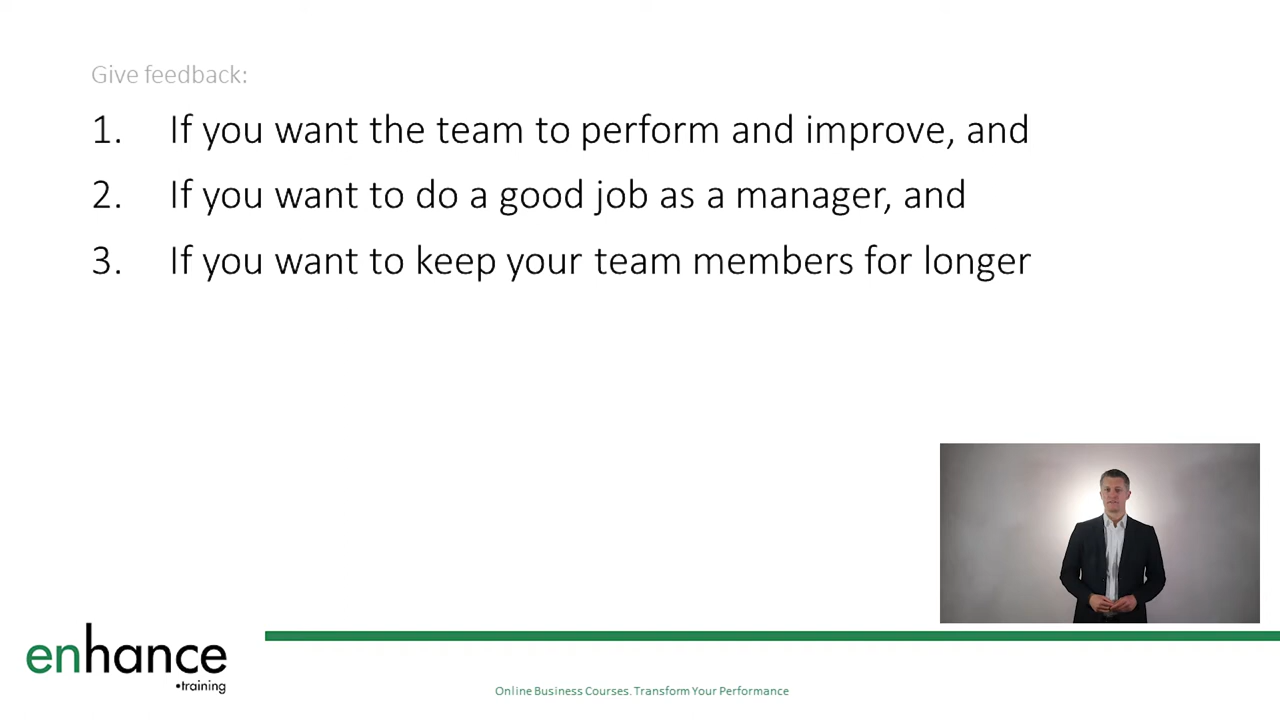 Give feedback:
1. If you want the team to perform and improve, and
2. If you want to do a good job as a manager, and
3. If you want to keep your team members for longer
enhance
•training
Online Business Courses. Transform Your Performance